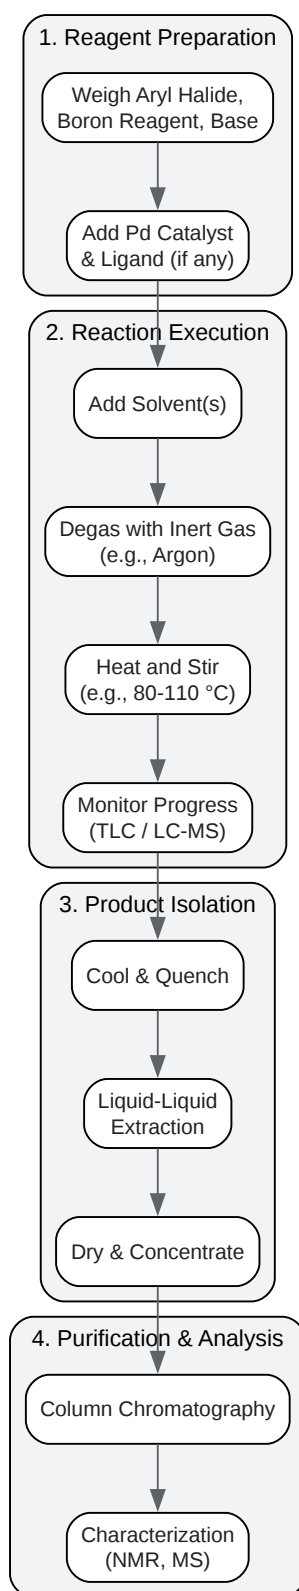 1. Reagent Preparation
Weigh Aryl Halide,
Boron Reagent, Base
Add Pd Catalyst
& Ligand (if any)
2. Reaction Execution
Add Solvent(s)
Degas with Inert Gas
(e.g., Argon)
Heat and Stir
(e.g., 80-110 °C)
Monitor Progress
(TLC / LC-MS)
3. Product Isolation
Cool & Quench
Liquid-Liquid
Extraction
Dry & Concentrate
4. Purification & Analysis
Column Chromatography
Characterization
(NMR, MS)